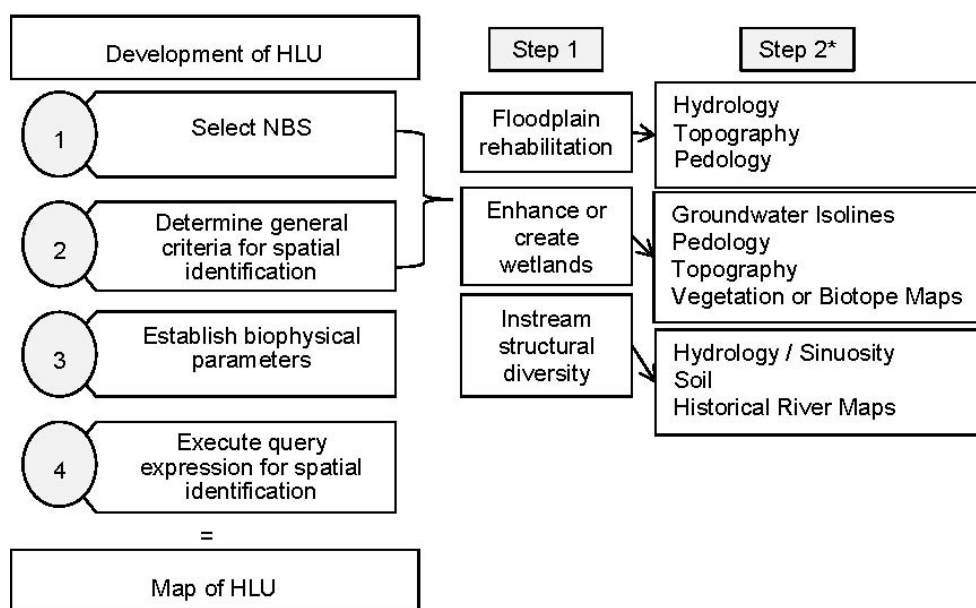 Development of HLU
1
Select NBS
2
Determine general
criteria for spatial
identification
3
Establish biophysical
parameters
4
Execute query
expression for spatial
identification
=
Map of HLU
Step 1
Floodplain
rehabilitation
Enhance or
create
wetlands
Instream
structural
diversity
Step 2*
Hydrology
Topography
Pedology
Groundwater Isolines
Pedology
Topography
Vegetation or Biotope Maps
Hydrology / Sinuosity
Soil
Historical River Maps